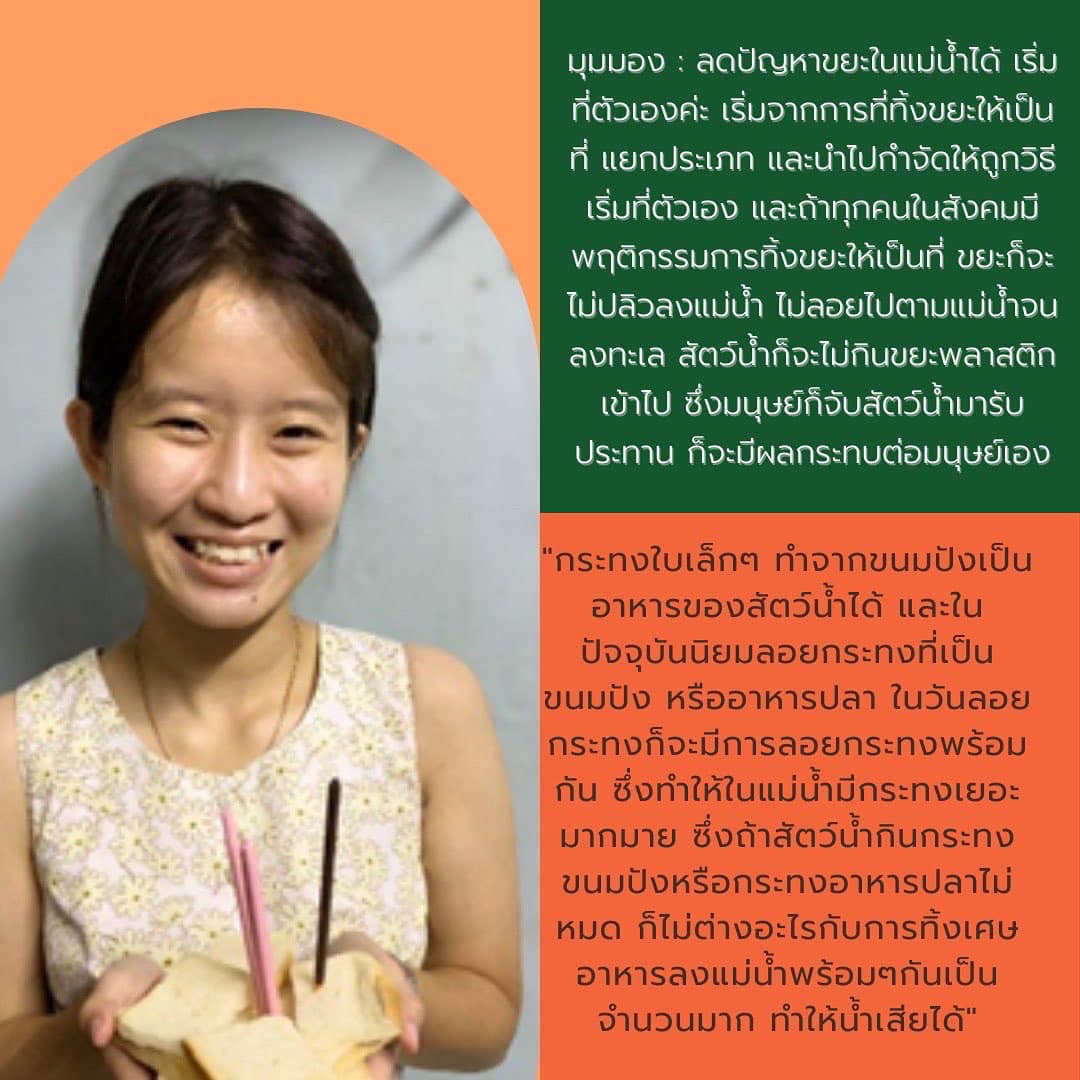 มุมมอง : ลดปัญหาขยะในแม่น้ำได้ เริ่ม
ที่ตัวเองค่ะ เริ่มจากการที่ทิ้งขยะให้เป็น
ที่ แยกประเภท และนำไปกำจัดให้ถูกวิธี
เริ่มที่ตัวเอง และถ้าทุกคนในสังคมมี
พฤติกรรมการทิ้งขยะให้เป็นที่ ขยะก็จะ
ไม่ปลิวลงแม่น้ำ ไม่ลอยไปตามแม่น้ำจน
ลงทะเล สัตว์น้ำก็จะไม่กินขยะพลาสติก
เข้าไป ซึ่งมนุษย์ก็จับสัตว์น้ำมารับ
ประทาน ก็จะมีผลกระทบต่อมนุษย์เอง
"กระทงใบเล็กๆ ทำจากขนมปังเป็น
อาหารของสัตว์น้ำได้ และใน
ปัจจุบันนิยมลอยกระทงที่เป็น
ขนมปัง หรืออาหารปลา ในวันลอย
กระทงก็จะมีการลอยกระทงพร้อม
กัน ซึ่งทำให้ในแม่น้ำมีกระทงเยอะ
มากมาย ซึ่งถ้าสัตว์น้ำกินกระทง
ขนมปังหรือกระทงอาหารปลาไม่
หมด ก็ไม่ต่างอะไรกับการทิ้งเศษ
อาหารลงแม่น้ำพร้อมๆกันเป็น
จำนวนมาก ทำให้น้ำเสียได้"